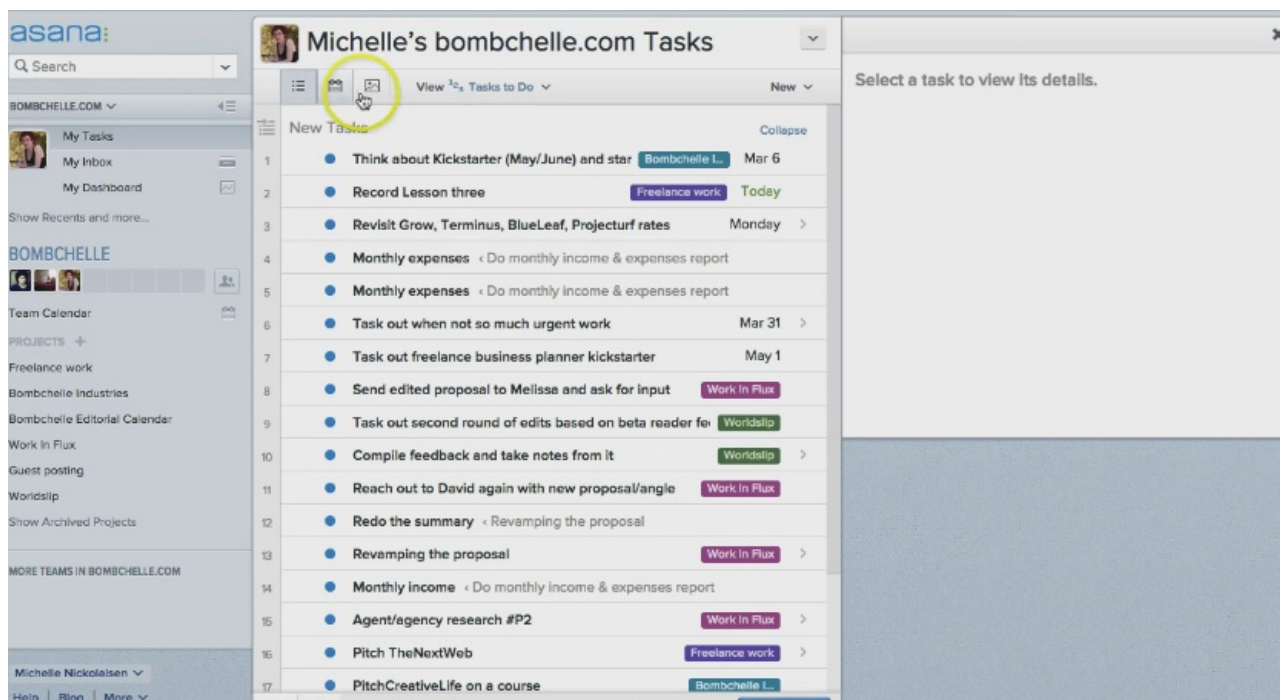 asana:
Search
BOMBCHELLE.COM
My Tasks
My Inbox
My Dashboard
Show Recents and more...
BOMBCHELLE
Team Calendar
PROJECTS +
Freelance work
Bombchelle Industries
Bombchelle Editorial Calendar
Work In Flux
Guest posting
Worldslip
Show Archived Projects
MORE TEAMS IN BOMBCHELLE.COM
Michelle Nickolaisen
Help | Blog | More
Michelle's bombchelle.com Tasks
View Tasks to Do New
New Tasks Collapse
1 Think about Kickstarter (May/June) and star Bombchelle I... Mar 6
2 Record Lesson three Freelance work Today
3 Revisit Grow, Terminus, BlueLeaf, Projecturf rates Monday
4 Monthly expenses ‹ Do monthly income & expenses report
5 Monthly expenses ‹ Do monthly income & expenses report
6 Task out when not so much urgent work Mar 31
7 Task out freelance business planner kickstarter May 1
8 Send edited proposal to Melissa and ask for input Work In Flux
9 Task out second round of edits based on beta reader fe Worldslip
10 Compile feedback and take notes from it Worldslip
11 Reach out to David again with new proposal/angle Work In Flux
12 Redo the summary ‹ Revamping the proposal
13 Revamping the proposal Work In Flux
14 Monthly income ‹ Do monthly income & expenses report
15 Agent/agency research #P2 Work In Flux
16 Pitch TheNextWeb Freelance work
17 PitchCreativeLife on a course Bombchelle I...
Select a task to view its details.